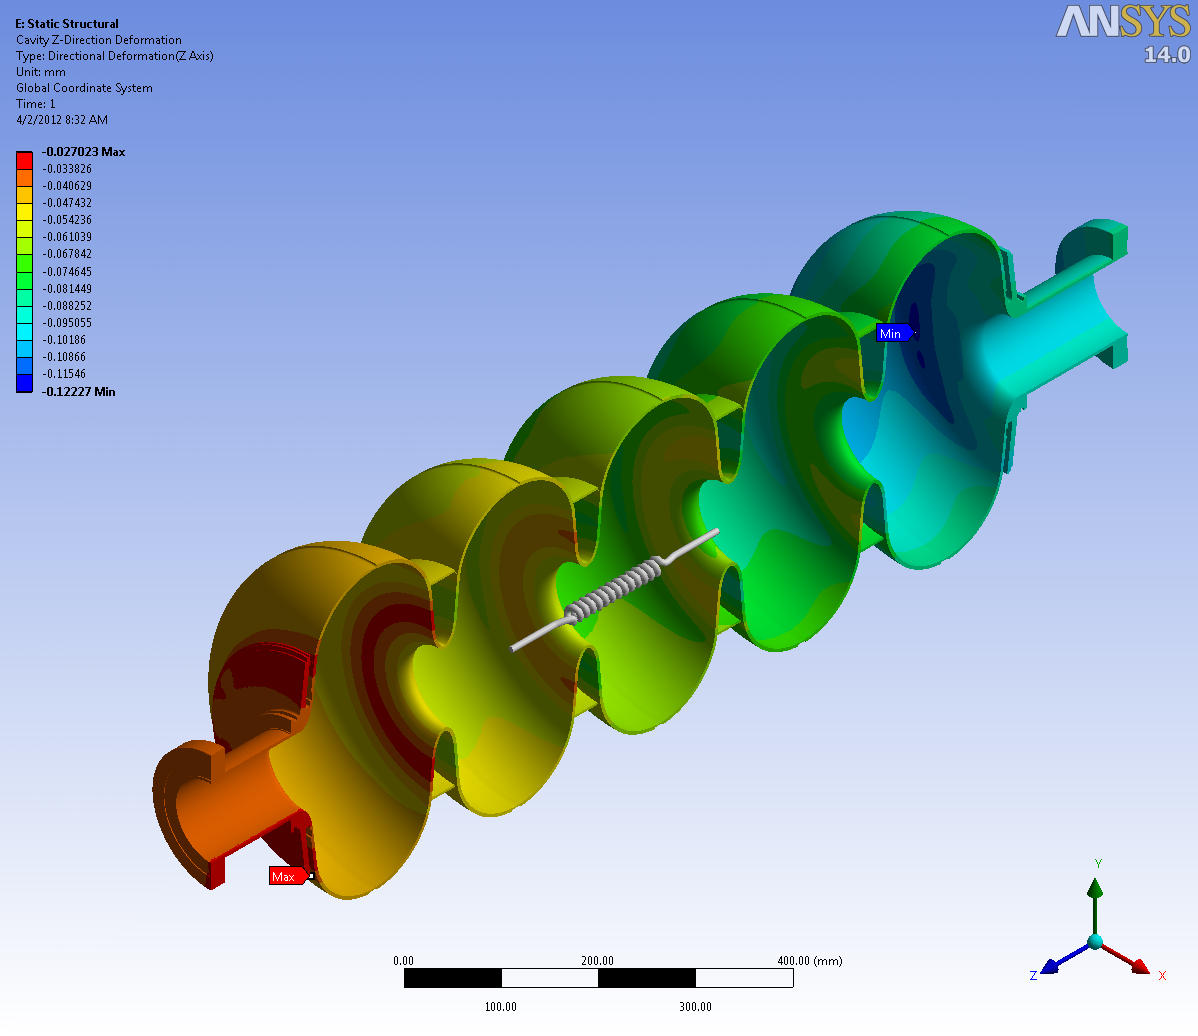 E: Static Structural
Cavity Z-Direction Deformation
Type: Directional Deformation(Z Axis)
Unit: mm
Global Coordinate System
Time: 1
4/2/2012 8:32 AM
ANSYS
14.0
-0.027023 Max
-0.033826
-0.040629
-0.047432
-0.054236
-0.061039
-0.067842
-0.074645
-0.081449
-0.088252
-0.095055
-0.10186
-0.10866
-0.11546
-0.12227 Min
Min
Max
0.00 200.00 400.00 (mm)
100.00 300.00
Y
Z X